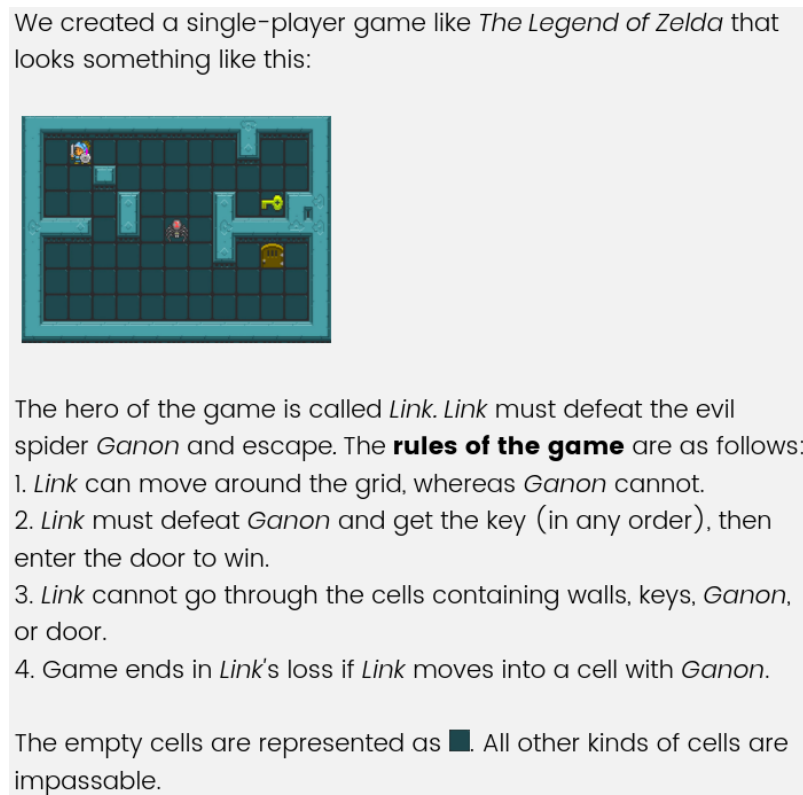 We created a single-player game like The Legend of Zelda that
looks something like this:
The hero of the game is called Link. Link must defeat the evil
spider Ganon and escape. The rules of the game are as follows:
1. Link can move around the grid, whereas Ganon cannot.
2. Link must defeat Ganon and get the key (in any order), then
enter the door to win.
3. Link cannot go through the cells containing walls, keys, Ganon,
or door.
4. Game ends in Link's loss if Link moves into a cell with Ganon.
The empty cells are represented as . All other kinds of cells are
impassable.